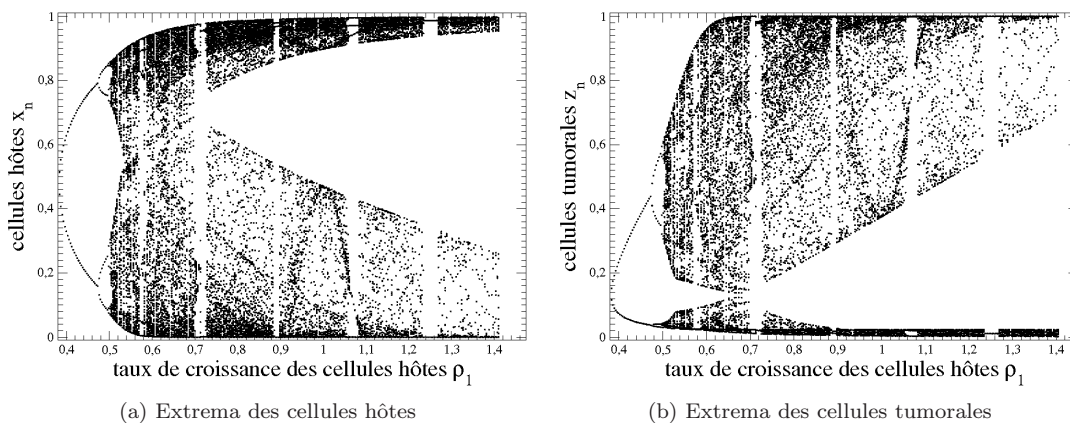 1
0,8
0,6
0,4
0,2
0
cellules hôtes x_n
0,4 0,5 0,6 0,7 0,8 0,9 1 1,1 1,2 1,3 1,4
taux de croissance des cellules hôtes ρ_1
(a) Extrema des cellules hôtes
1
0,8
0,6
0,4
0,2
0
cellules tumorales z_n
0,4 0,5 0,6 0,7 0,8 0,9 1 1,1 1,2 1,3 1,4
taux de croissance des cellules hôtes ρ_1
(b) Extrema des cellules tumorales